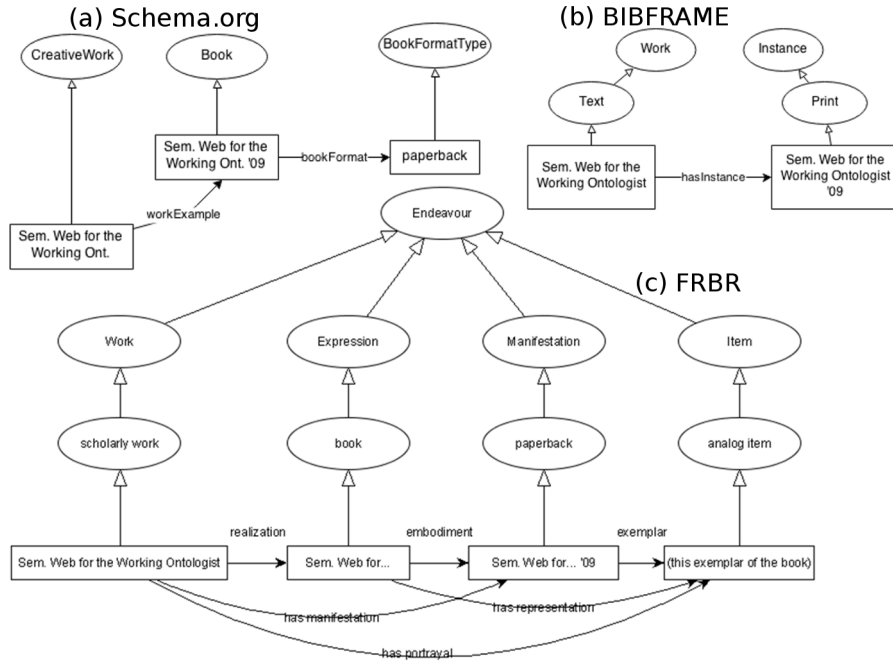 (a) Schema.org
CreativeWork
Book
BookFormatType
Sem. Web for the
Working Ont. '09
bookFormat
paperback
workExample
Sem. Web for the
Working Ont.
(b) BIBFRAME
Work
Instance
Text
Print
Sem. Web for the
Working Ontologist
hasInstance
Sem. Web for the
Working Ontologist
'09
Endeavour
(c) FRBR
Work
Expression
Manifestation
Item
scholarly work
book
paperback
analog item
realization
embodiment
exemplar
Sem. Web for the Working Ontologist
Sem. Web for...
Sem. Web for... '09
(this exemplar of the book)
has manifestation
has representation
has portrayal